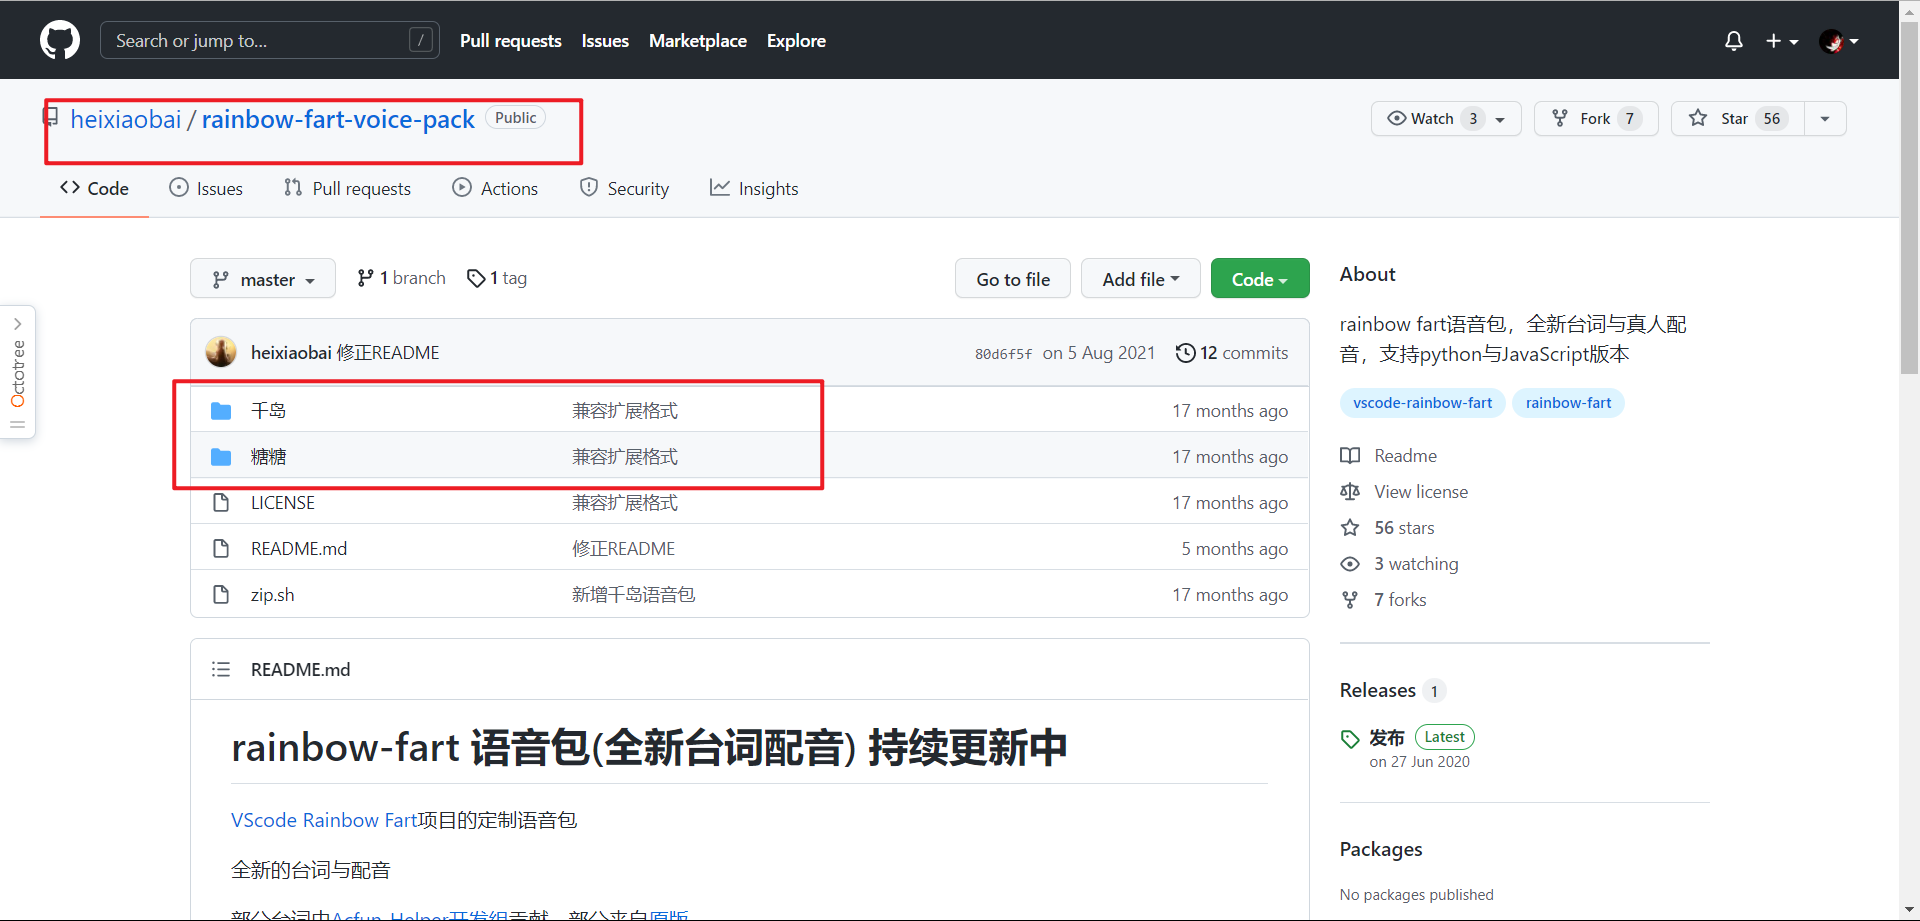 Search or jump to... /
Pull requests Issues Marketplace Explore
heixiaobai / rainbow-fart-voice-pack Public
Watch 3 Fork 7 Star 56
Code Issues Pull requests Actions Security Insights
master 1 branch 1 tag
Go to file Add file Code
Octotree
heixiaobai 修正README 80d6f5f on 5 Aug 2021 12 commits
千岛 兼容扩展格式 17 months ago
糖糖 兼容扩展格式 17 months ago
LICENSE 兼容扩展格式 17 months ago
README.md 修正README 5 months ago
zip.sh 新增千岛语音包 17 months ago
README.md
rainbow-fart 语音包(全新台词配音) 持续更新中
VScode Rainbow Fart项目的定制语音包
全新的台词与配音
部分台词由Acfun-Helper开发组贡献，部分来自原版
About
rainbow fart语音包，全新台词与真人配
音，支持python与JavaScript版本
vscode-rainbow-fart rainbow-fart
Readme
View license
56 stars
3 watching
7 forks
Releases 1
发布 Latest
on 27 Jun 2020
Packages
No packages published